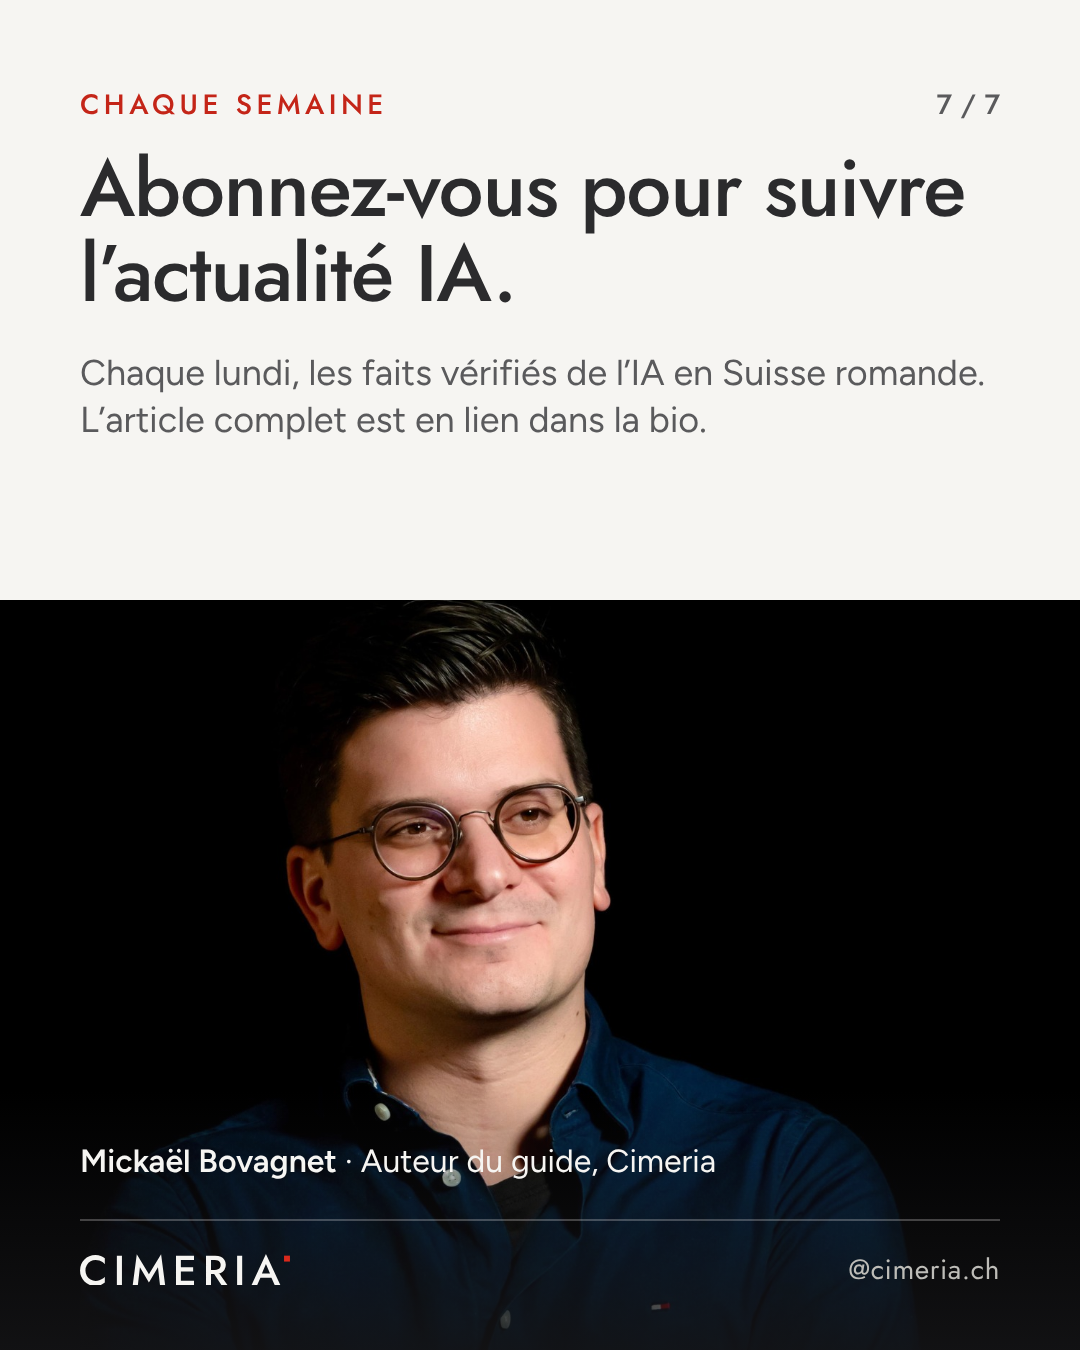 CHAQUE SEMAINE
7 / 7
Abonnez-vous pour suivre
l’actualité IA.
Chaque lundi, les faits vérifiés de l’IA en Suisse romande.
L’article complet est en lien dans la bio.
Mickaël Bovagnet · Auteur du guide, Cimeria
CIMERIA
@cimeria.ch